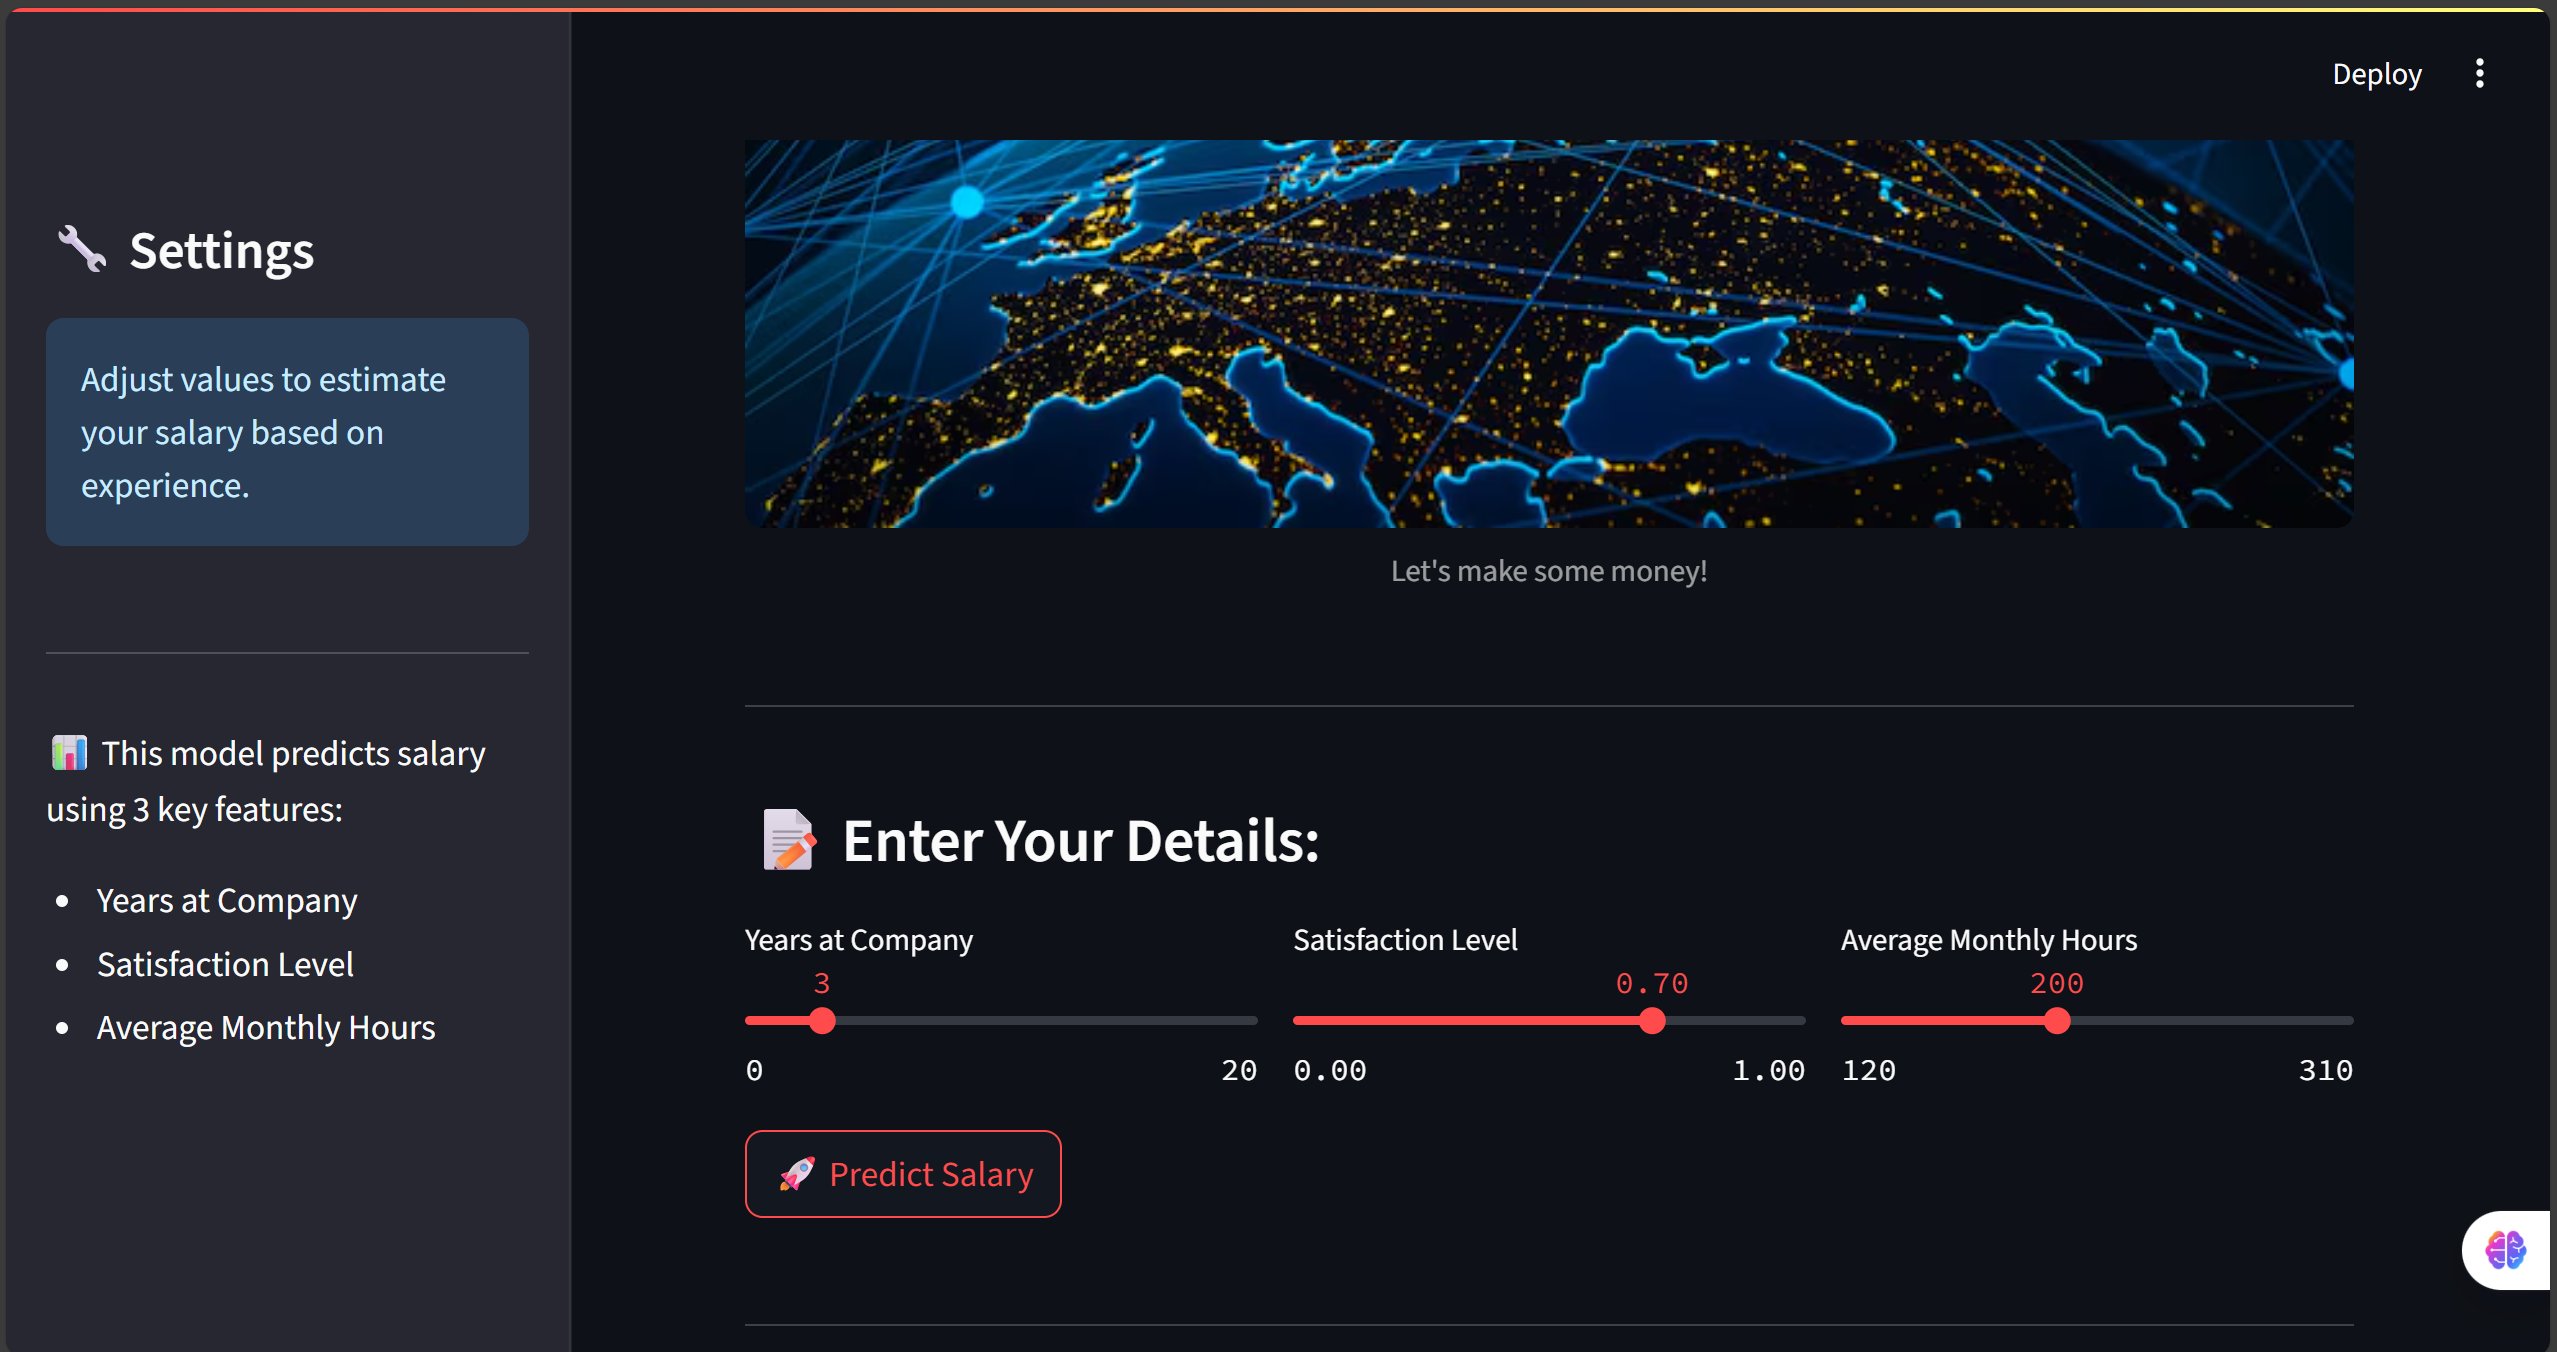 Deploy
Settings
Adjust values to estimate
your salary based on
experience.
This model predicts salary
using 3 key features:
Years at Company
Satisfaction Level
Average Monthly Hours
Let's make some money!
Enter Your Details:
Years at Company
3
0 20
Satisfaction Level
0.70
0.00 1.00
Average Monthly Hours
200
120 310
Predict Salary